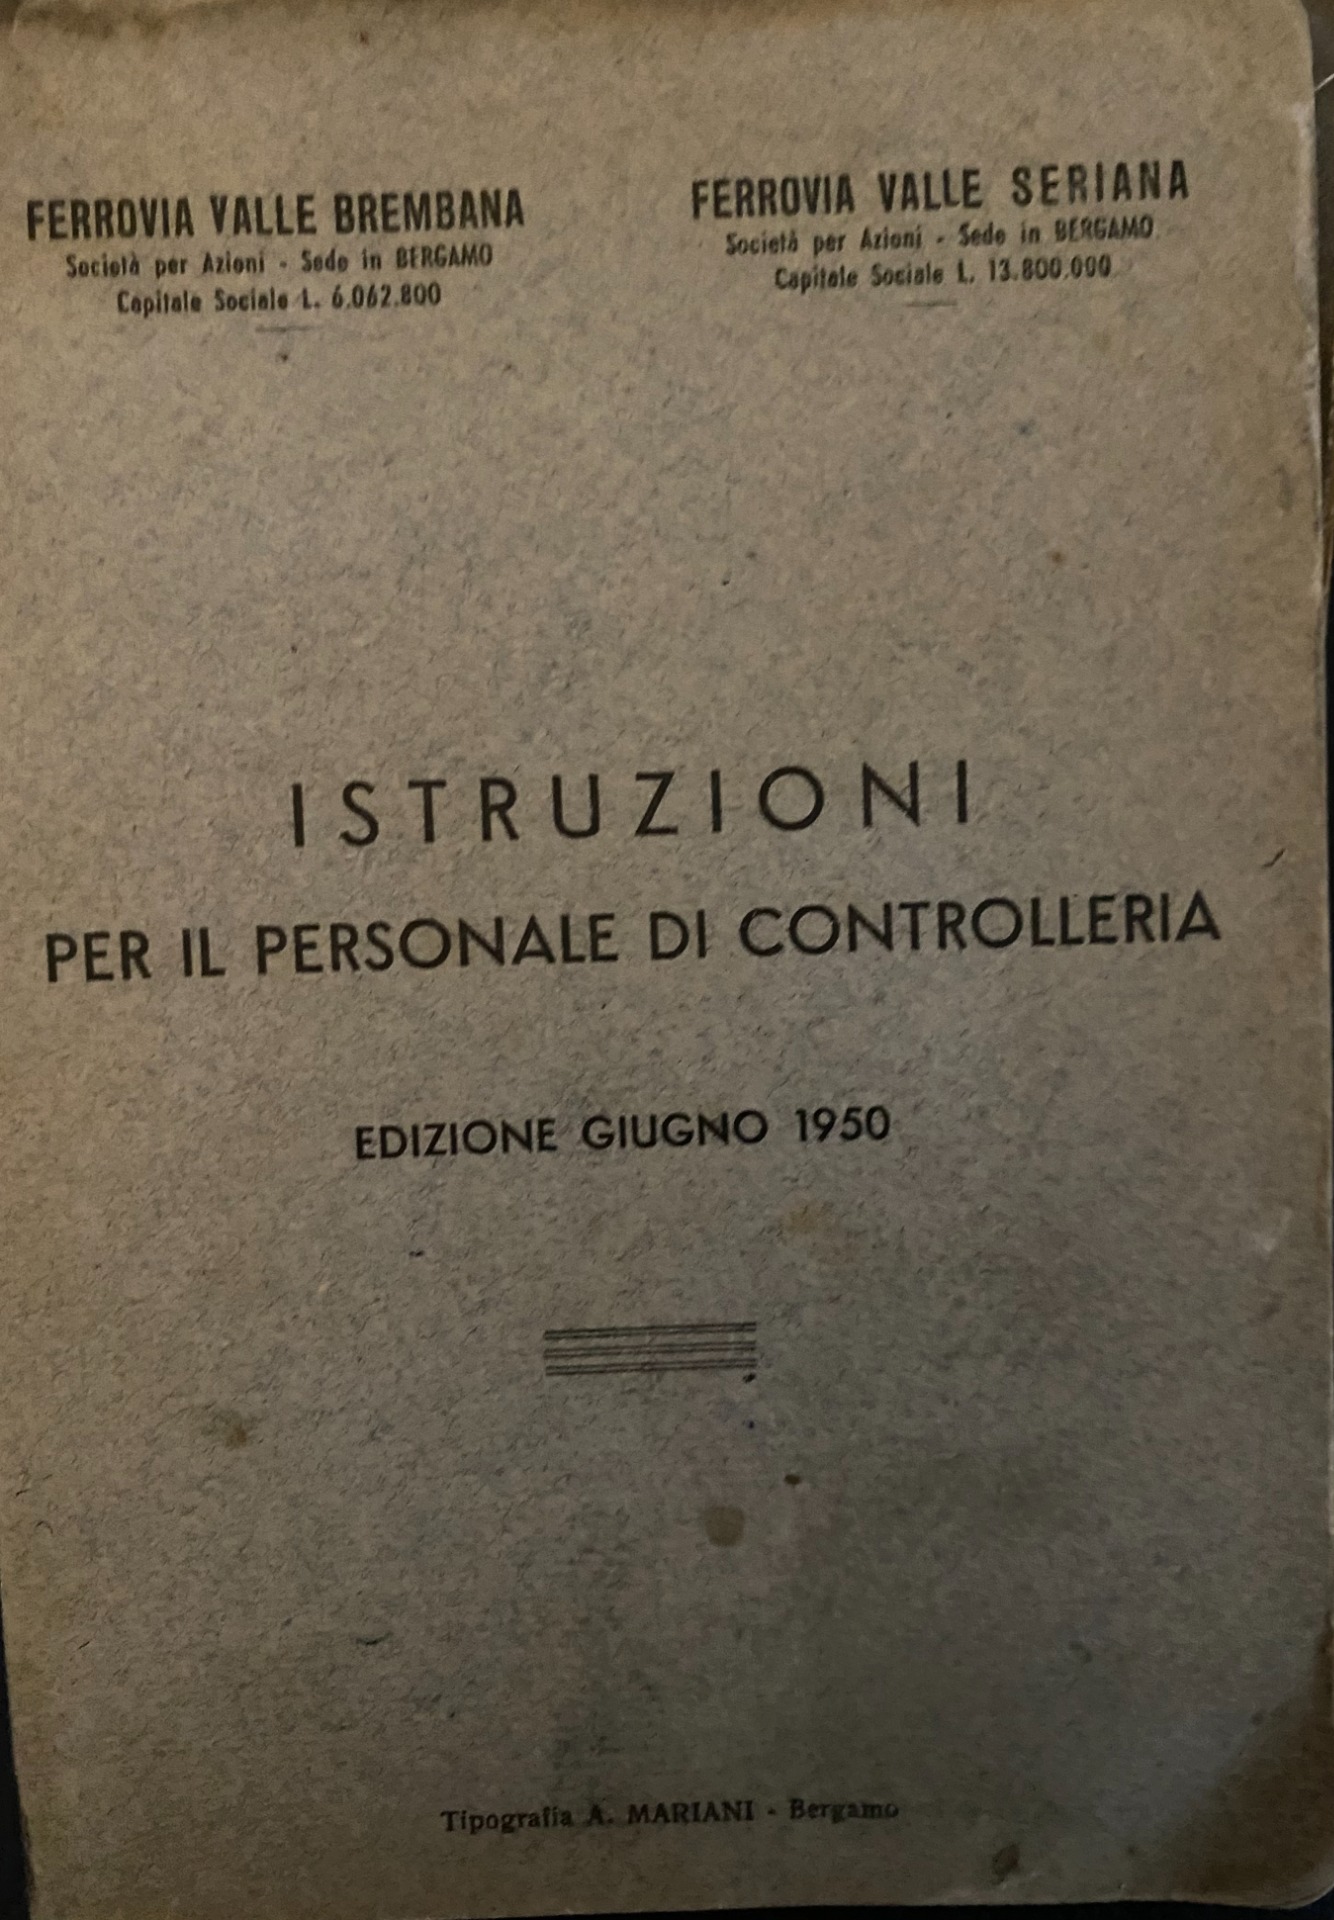 FERROVIA VALLE BREMBANA
Società per Azioni - Sede in BERGAMO
Capitale Sociale L. 6.062.800
FERROVIA VALLE SERIANA
Società per Azioni - Sede in BERGAMO
Capitale Sociale L. 13.800.000
ISTRUZIONI
PER IL PERSONALE DI CONTROLLERIA
EDIZIONE GIUGNO 1950
Tipografia A. MARIANI - Bergamo